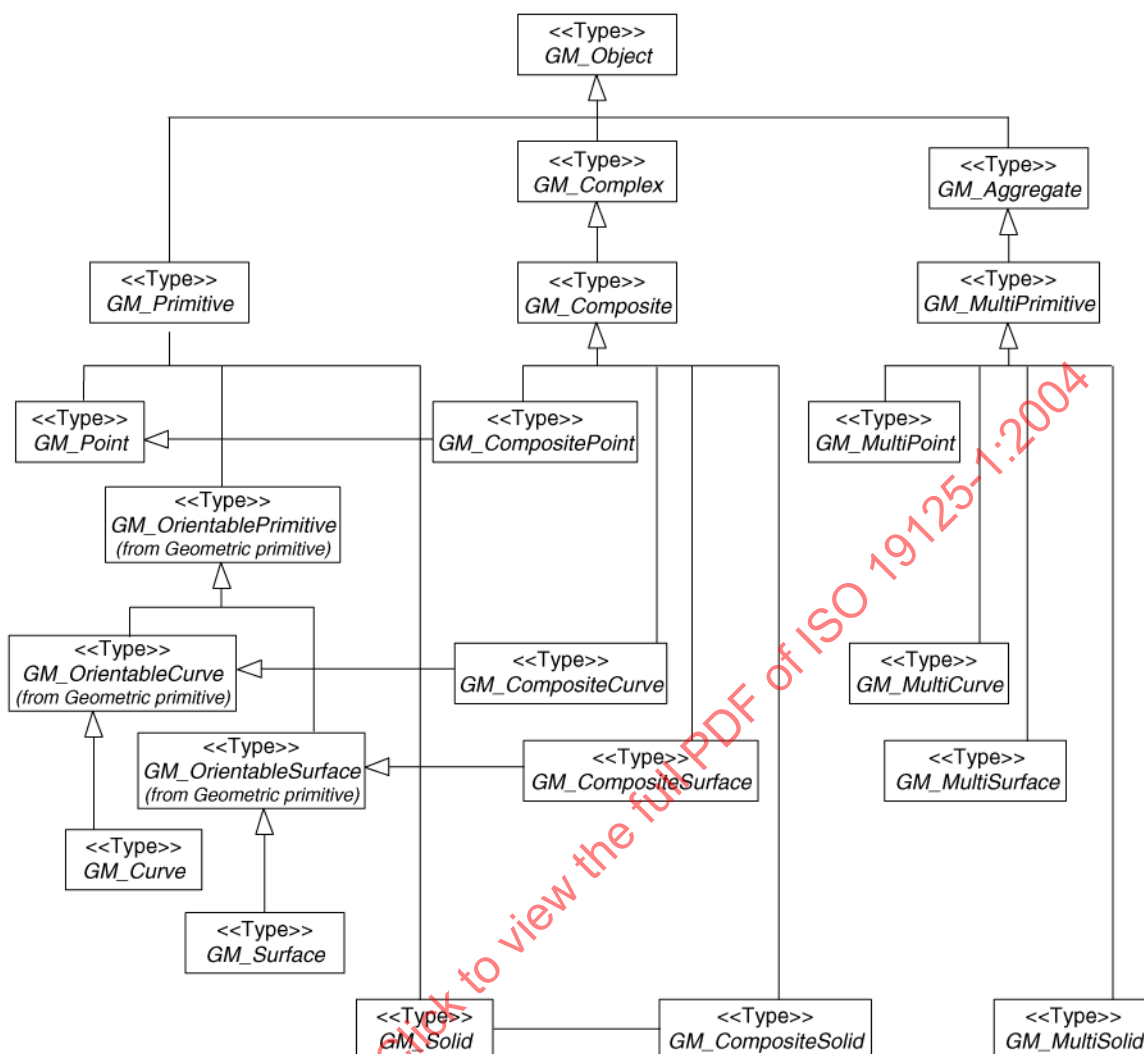 <<Type>>
GM_Object
<<Type>>
GM_Complex
<<Type>>
GM_Aggregate
<<Type>>
GM_Primitive
<<Type>>
GM_Composite
<<Type>>
GM_MultiPrimitive
<<Type>>
GM_Point
<<Type>>
GM_CompositePoint
<<Type>>
GM_MultiPoint
<<Type>>
GM_OrientablePrimitive
(from Geometric primitive)
<<Type>>
GM_OrientableCurve
(from Geometric primitive)
<<Type>>
GM_CompositeCurve
<<Type>>
GM_MultiCurve
<<Type>>
GM_OrientableSurface
(from Geometric primitive)
<<Type>>
GM_CompositeSurface
<<Type>>
GM_MultiSurface
<<Type>>
GM_Curve
<<Type>>
GM_Surface
<<Type>>
GM_Solid
<<Type>>
GM_CompositeSolid
<<Type>>
GM_MultiSolid
Click to view the full PDF of ISO 19125-1:2004